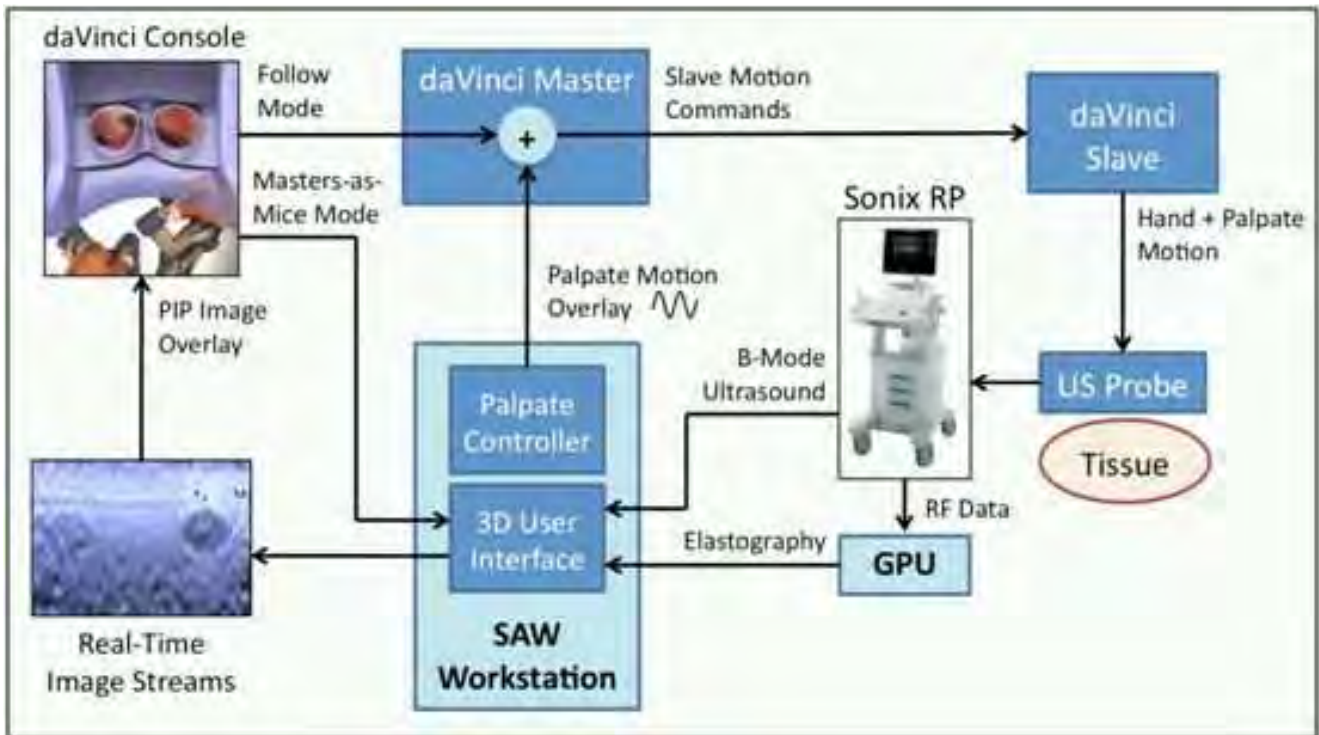 daVinci Console
Follow
Mode
daVinci Master
+
Slave Motion
Commands
daVinci
Slave
Masters-as-
Mice Mode
Sonix RP
Hand + Palpate
Motion
Palpate Motion
Overlay
PIP Image
Overlay
B-Mode
Ultrasound
US Probe
Palpate
Controller
Tissue
3D User
Interface
RF Data
Elastography
GPU
SAW
Workstation
Real-Time
Image Streams